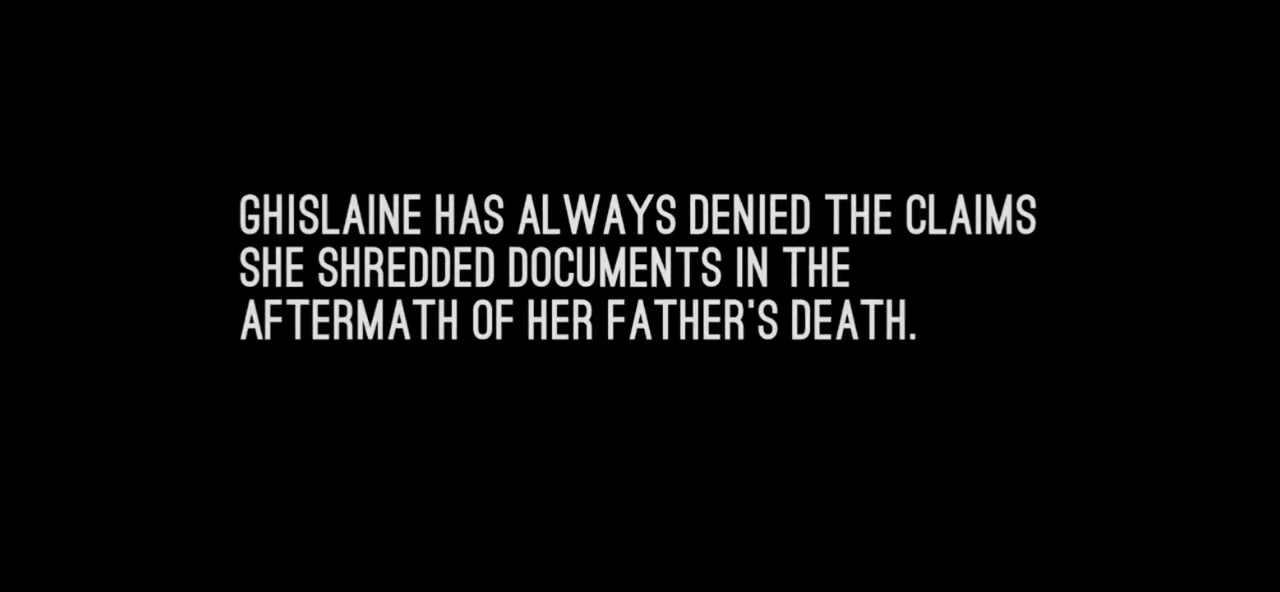 GHISLAINE HAS ALWAYS DENIED THE CLAIMS
SHE SHREDDED DOCUMENTS IN THE
AFTERMATH OF HER FATHER'S DEATH.